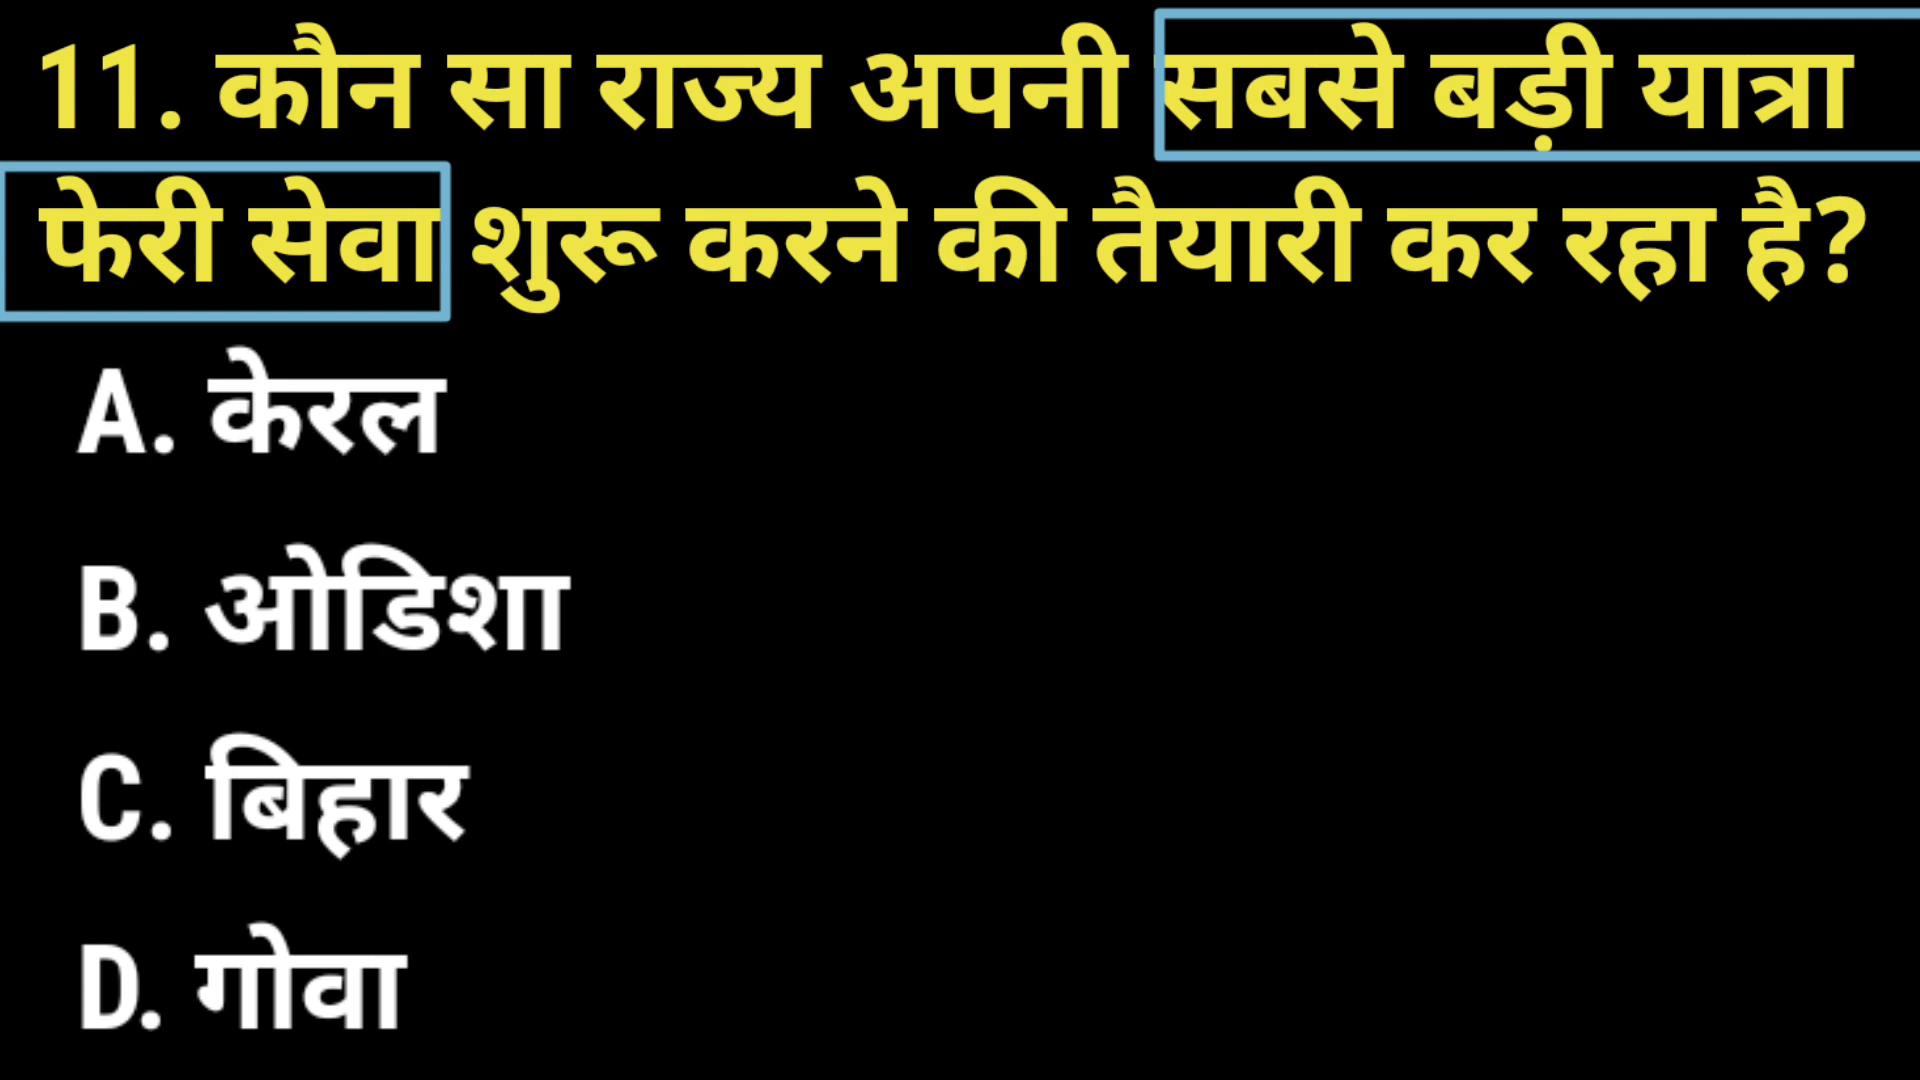 11. कौन सा राज्य अपनी सबसे बड़ी यात्रा
फेरी सेवा शुरू करने की तैयारी कर रहा है?
A. केरल
B. ओडिशा
C. बिहार
D. गोवा